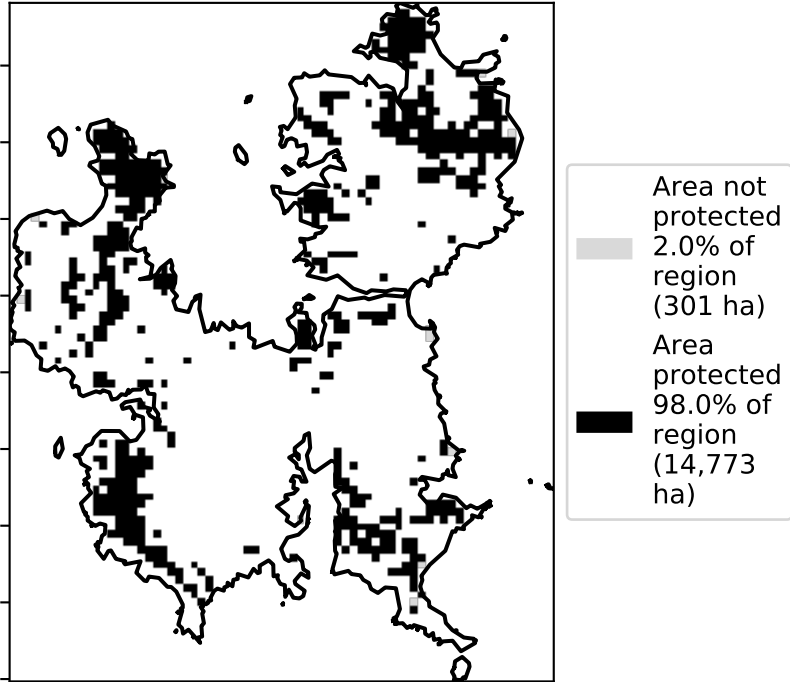 Area not
protected
2.0% of
region
(301 ha)
Area
protected
98.0% of
region
(14,773
ha)